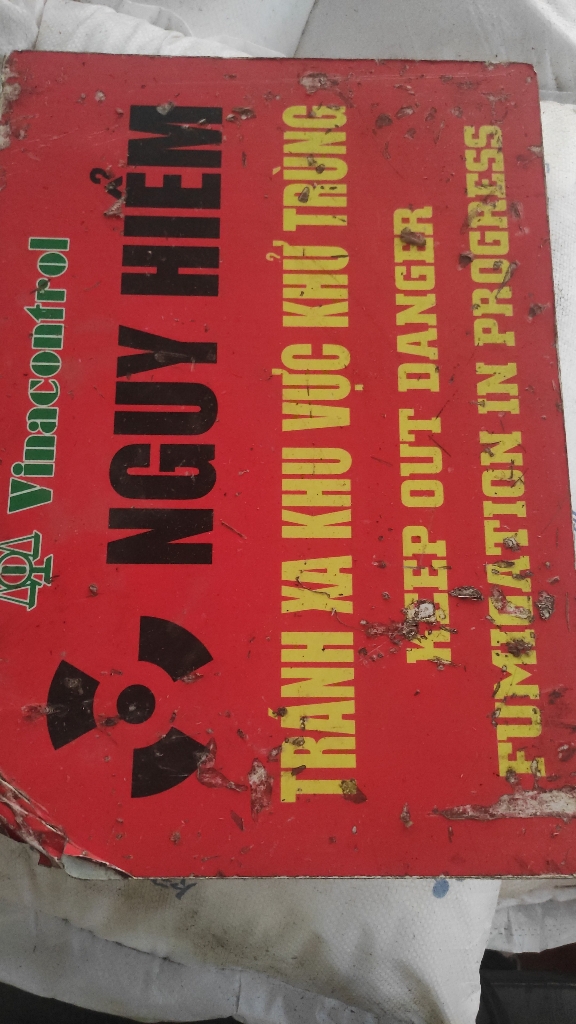 Vinacontrol
NGUY HIỂM
TRÁNH XA KHU VỰC KHỬ TRÙNG
KEEP OUT DANGER
FUMIGATION IN PROGRESS